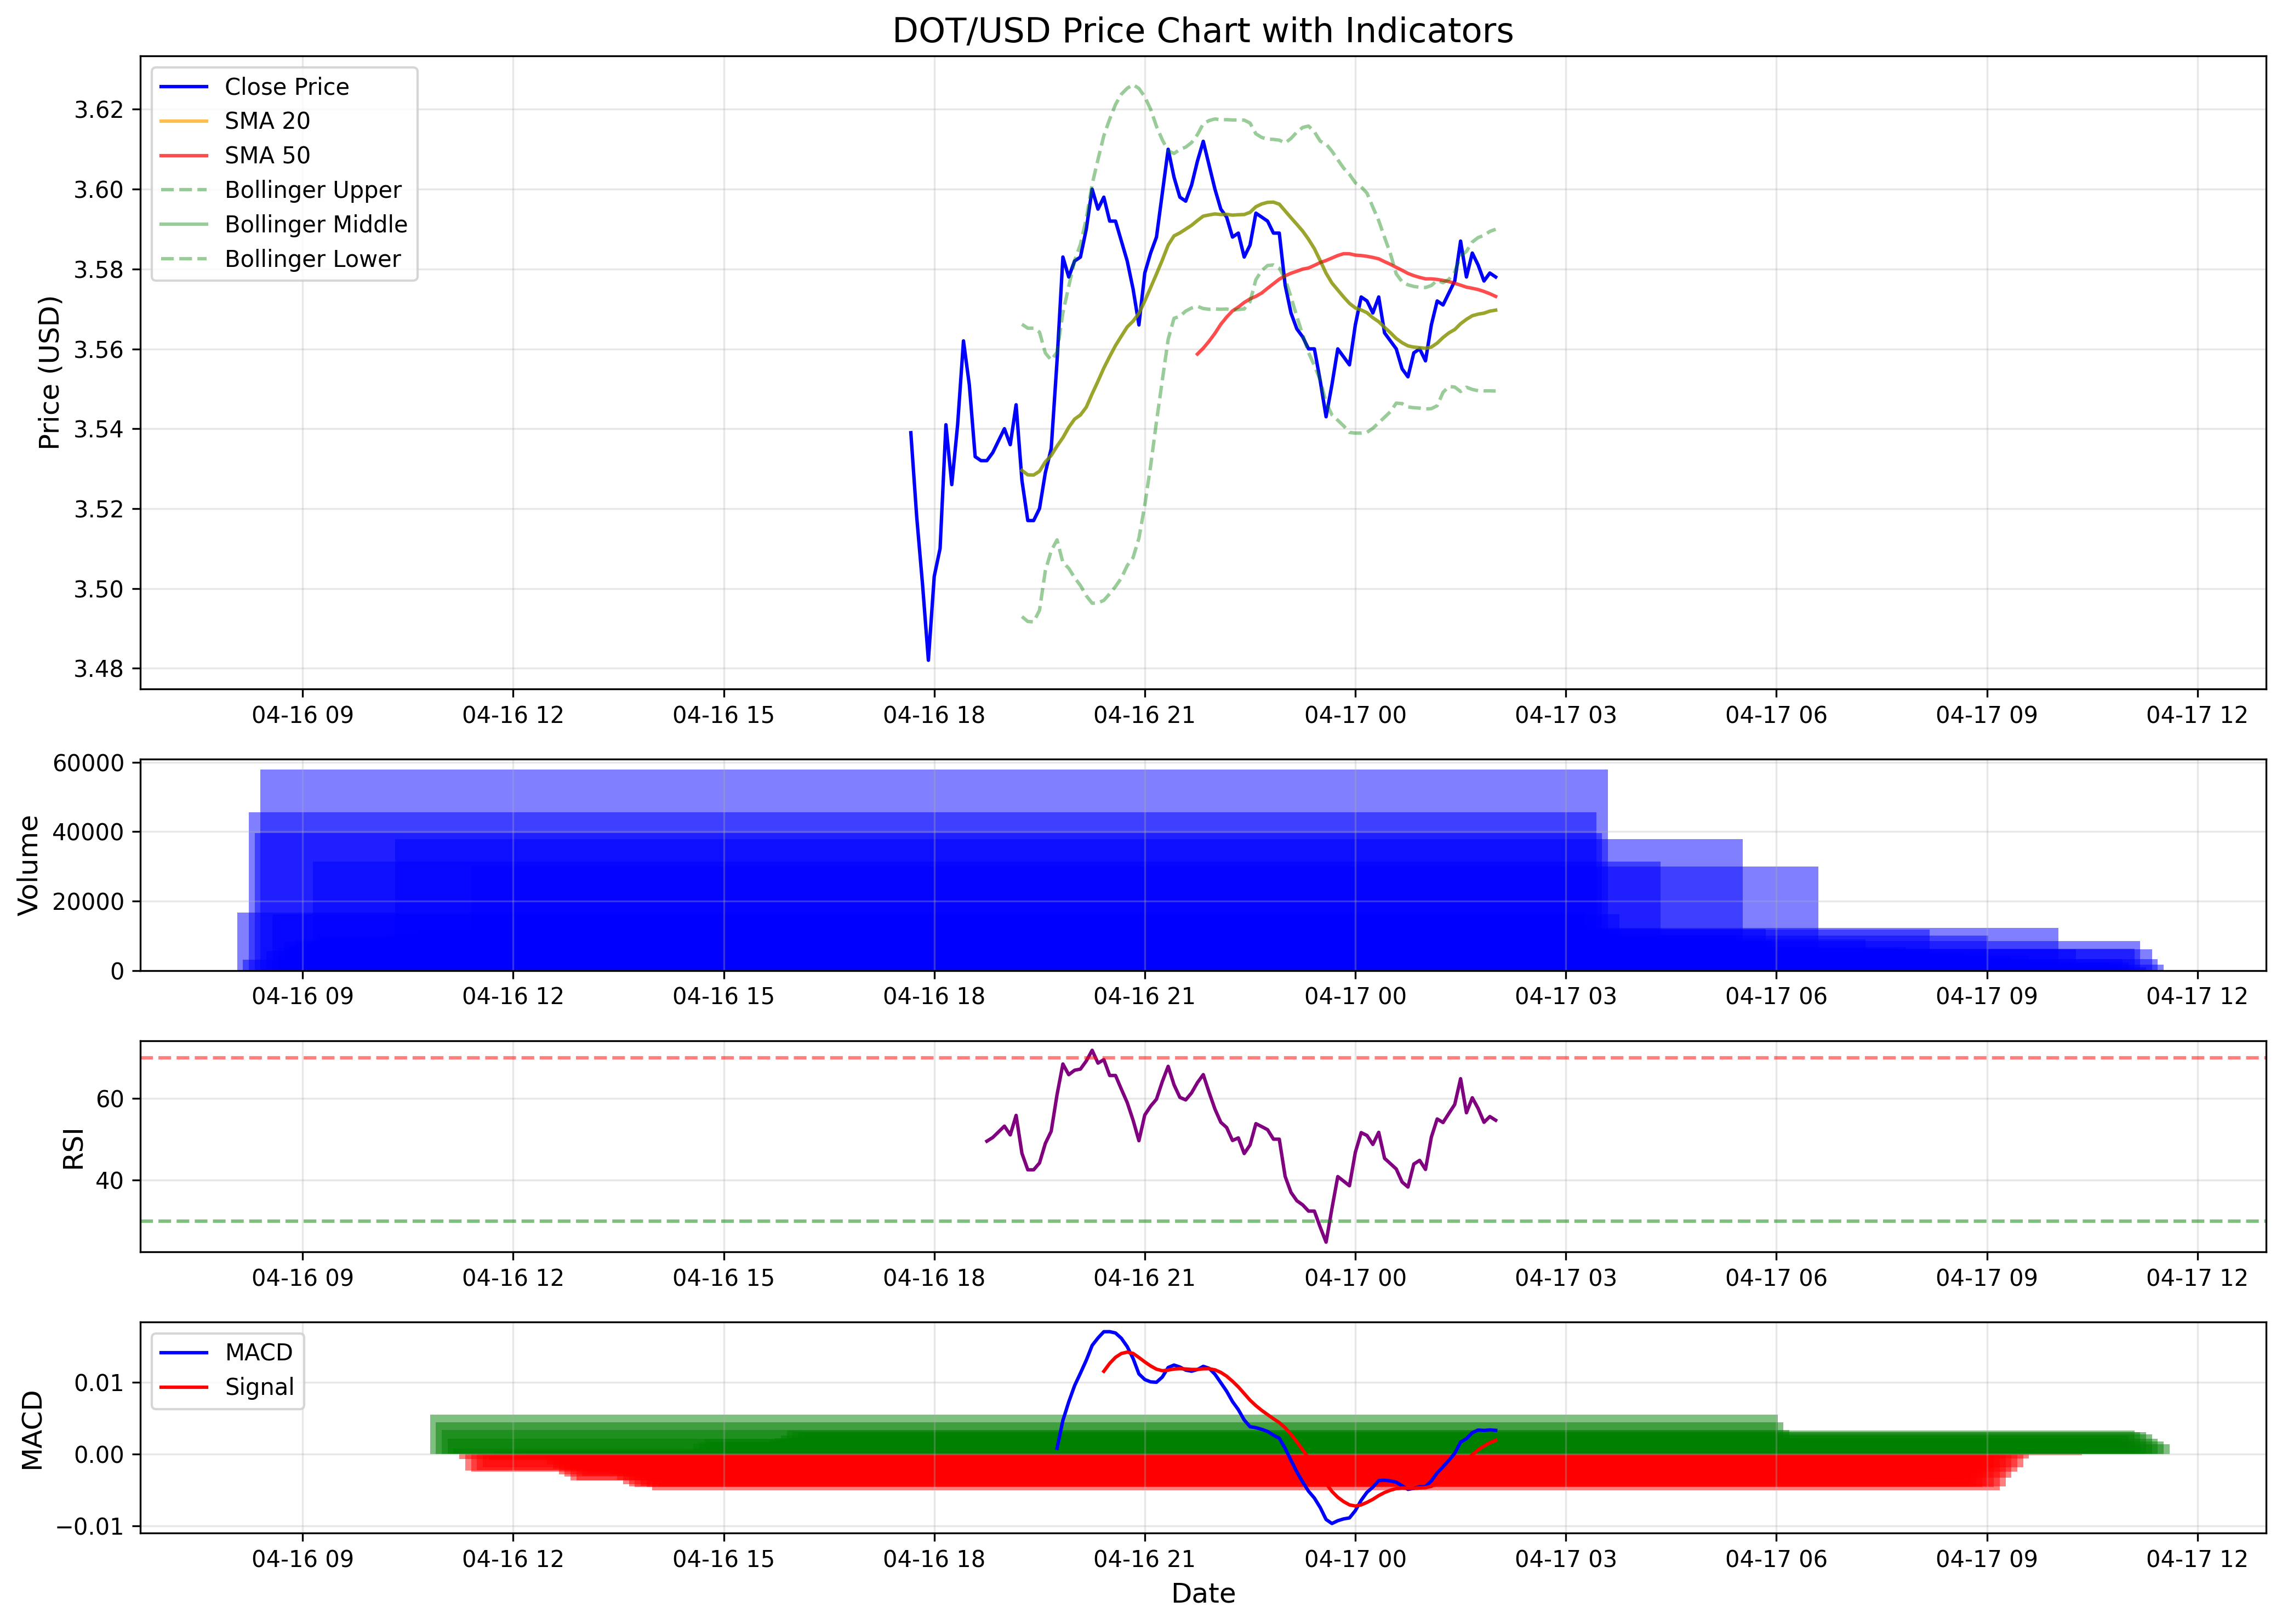 DOT/USD Price Chart with Indicators
Close Price
SMA 20
SMA 50
Bollinger Upper
Bollinger Middle
Bollinger Lower
Price (USD)
3.62
3.60
3.58
3.56
3.54
3.52
3.50
3.48
04-16 09 04-16 12 04-16 15 04-16 18 04-16 21 04-17 00 04-17 03 04-17 06 04-17 09 04-17 12
Volume
60000
40000
20000
0
04-16 09 04-16 12 04-16 15 04-16 18 04-16 21 04-17 00 04-17 03 04-17 06 04-17 09 04-17 12
RSI
60
40
04-16 09 04-16 12 04-16 15 04-16 18 04-16 21 04-17 00 04-17 03 04-17 06 04-17 09 04-17 12
MACD
Signal
MACD
0.01
0.00
−0.01
04-16 09 04-16 12 04-16 15 04-16 18 04-16 21 04-17 00 04-17 03 04-17 06 04-17 09 04-17 12
Date